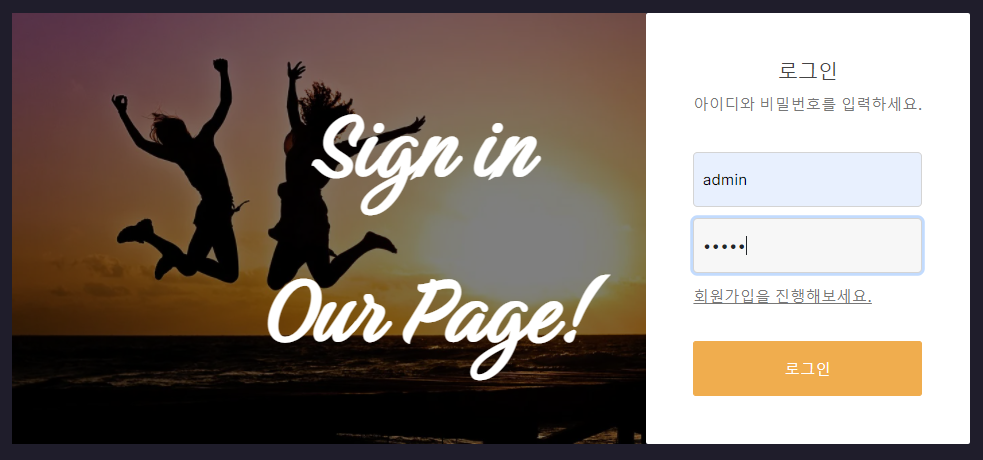 Sign in
Our Page!
로그인
아이디와 비밀번호를 입력하세요.
admin
•••••
회원가입을 진행해보세요.
로그인